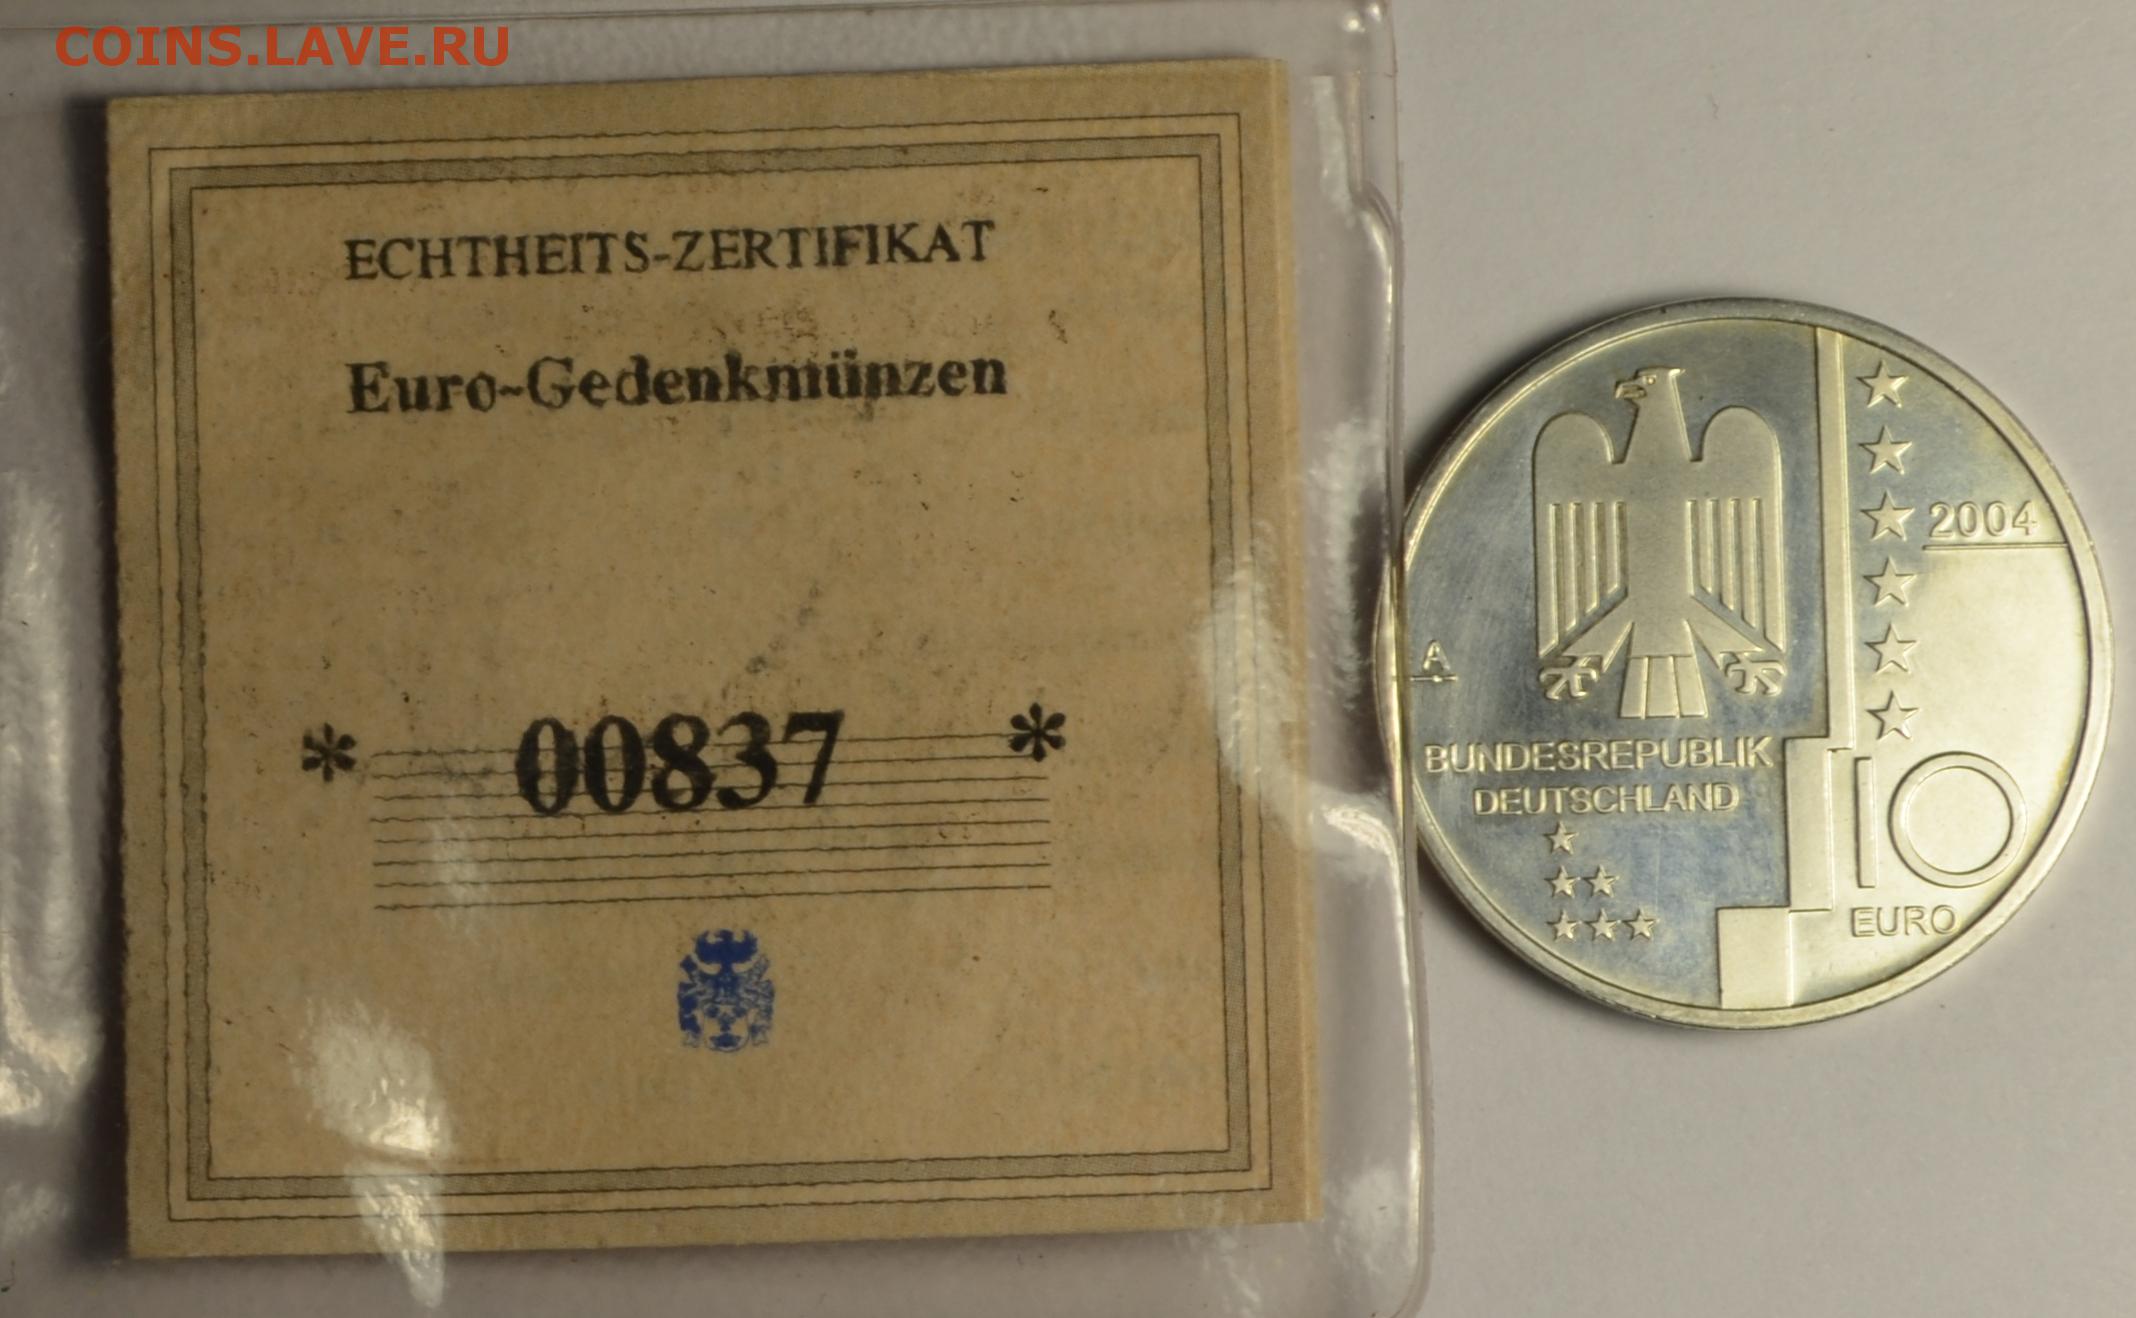 COINS.LAVE.RU
ECHTHEITS-ZERTIFIKAT
Euro-Gedenkmünzen
* 00837 *
2004
A
BUNDESREPUBLIK
DEUTSCHLAND
10
EURO